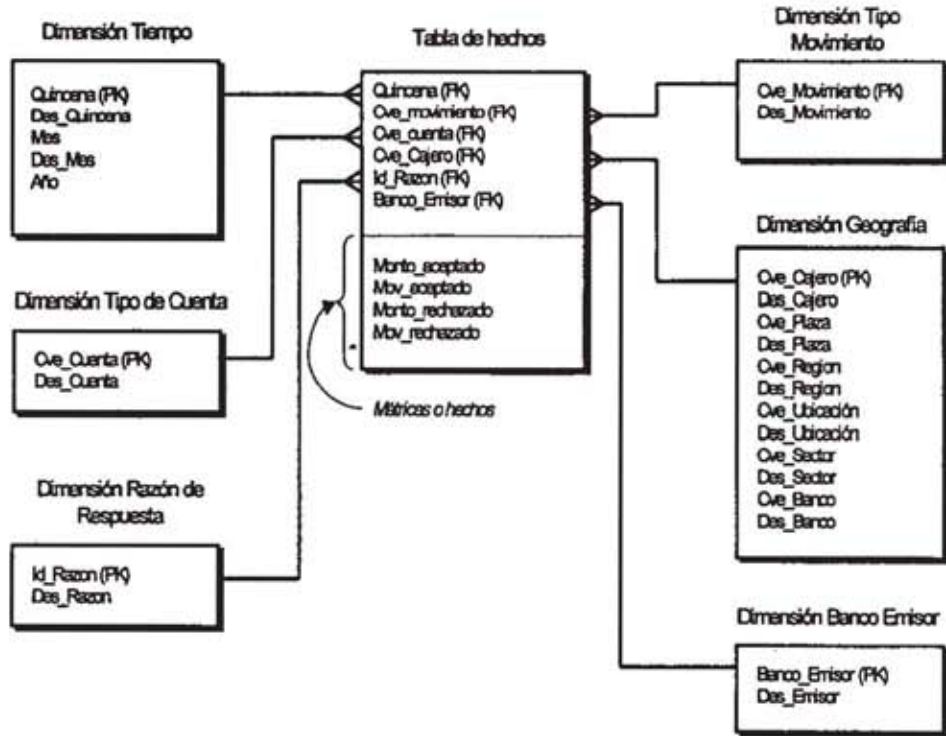 Dimensión Tiempo
Quincena (PK)
Des_Quincena
Mes
Des_Mes
Año
Dimensión Tipo de Cuenta
Cve_Cuenta (PK)
Des_Cuenta
Dimensión Razón de
Respuesta
Id_Razon (PK)
Des_Razon
Tabla de hechos
Quincena (PK)
Cve_movimiento (FK)
Cve_cuenta (FK)
Cve_Cajero (FK)
Id_Razon (FK)
Banco_Emisor (FK)
Monto_aceptado
Mov_aceptado
Monto_rechazado
Mov_rechazado
Métricas o hechos
Dimensión Tipo
Movimiento
Cve_Movimiento (PK)
Des_Movimiento
Dimensión Geografía
Cve_Cajero (PK)
Des_Cajero
Cve_Plaza
Des_Plaza
Cve_Region
Des_Region
Cve_Ubicación
Des_Ubicación
Cve_Sector
Des_Sector
Cve_Banco
Des_Banco
Dimensión Banco Emisor
Banco_Emisor (PK)
Des_Emisor